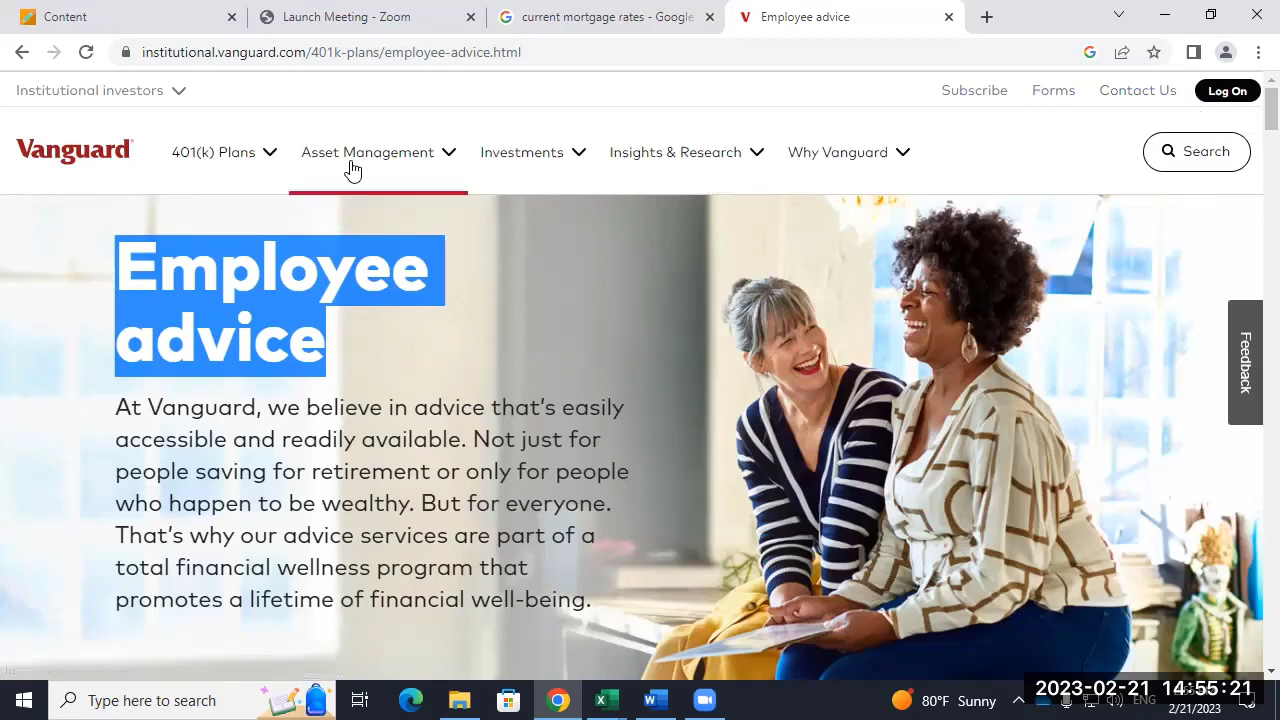 Content
Launch Meeting - Zoom
current mortgage rates - Google
Employee advice
institutional.vanguard.com/401k-plans/employee-advice.html
Institutional investors
Subscribe
Forms
Contact Us
Log On
Vanguard
401(k) Plans
Asset Management
Investments
Insights & Research
Why Vanguard
Search
Employee
advice
At Vanguard, we believe in advice that's easily
accessible and readily available. Not just for
people saving for retirement or only for people
who happen to be wealthy. But for everyone.
That's why our advice services are part of a
total financial wellness program that
promotes a lifetime of financial well-being.
Feedback
Type here to search
80°F Sunny
ENG
2023-02-21 14:55:21
2/21/2023